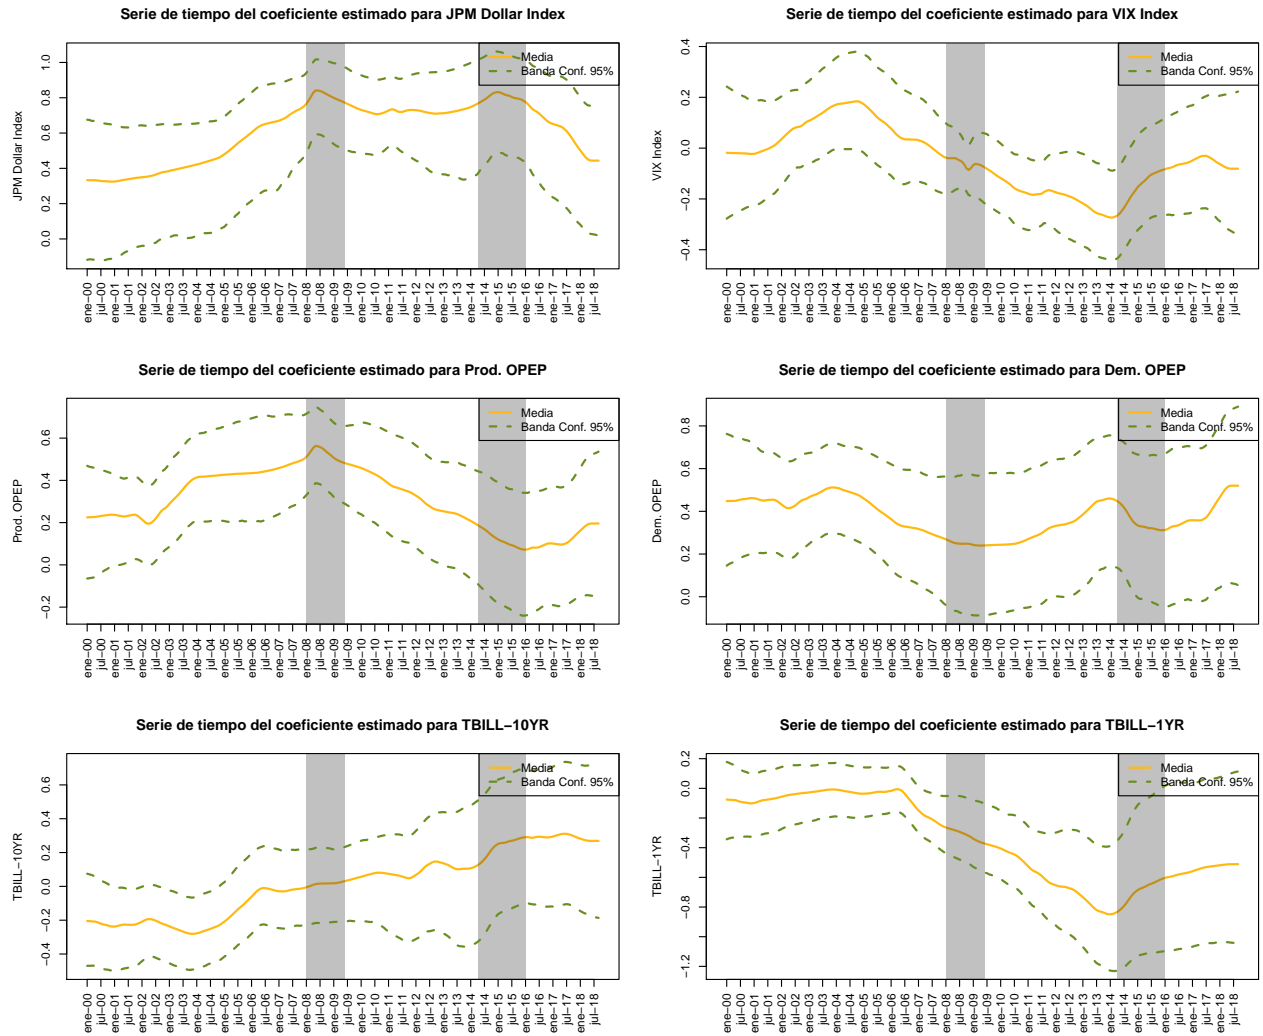 Serie de tiempo del coeficiente estimado para JPM Dollar Index
JPM Dollar Index
0.0 0.2 0.4 0.6 0.8 1.0
Media
Banda Conf. 95%
ene−00 jul−00 ene−01 jul−01 ene−02 jul−02 ene−03 jul−03 ene−04 jul−04 ene−05 jul−05 ene−06 jul−06 ene−07 jul−07 ene−08 jul−08 ene−09 jul−09 ene−10 jul−10 ene−11 jul−11 ene−12 jul−12 ene−13 jul−13 ene−14 jul−14 ene−15 jul−15 ene−16 jul−16 ene−17 jul−17 ene−18 jul−18
Serie de tiempo del coeficiente estimado para VIX Index
VIX Index
−0.4 −0.2 0.0 0.2 0.4
Media
Banda Conf. 95%
ene−00 jul−00 ene−01 jul−01 ene−02 jul−02 ene−03 jul−03 ene−04 jul−04 ene−05 jul−05 ene−06 jul−06 ene−07 jul−07 ene−08 jul−08 ene−09 jul−09 ene−10 jul−10 ene−11 jul−11 ene−12 jul−12 ene−13 jul−13 ene−14 jul−14 ene−15 jul−15 ene−16 jul−16 ene−17 jul−17 ene−18 jul−18
Serie de tiempo del coeficiente estimado para Prod. OPEP
Prod. OPEP
−0.2 0.0 0.2 0.4 0.6
Media
Banda Conf. 95%
ene−00 jul−00 ene−01 jul−01 ene−02 jul−02 ene−03 jul−03 ene−04 jul−04 ene−05 jul−05 ene−06 jul−06 ene−07 jul−07 ene−08 jul−08 ene−09 jul−09 ene−10 jul−10 ene−11 jul−11 ene−12 jul−12 ene−13 jul−13 ene−14 jul−14 ene−15 jul−15 ene−16 jul−16 ene−17 jul−17 ene−18 jul−18
Serie de tiempo del coeficiente estimado para Dem. OPEP
Dem. OPEP
0.0 0.2 0.4 0.6 0.8
Media
Banda Conf. 95%
ene−00 jul−00 ene−01 jul−01 ene−02 jul−02 ene−03 jul−03 ene−04 jul−04 ene−05 jul−05 ene−06 jul−06 ene−07 jul−07 ene−08 jul−08 ene−09 jul−09 ene−10 jul−10 ene−11 jul−11 ene−12 jul−12 ene−13 jul−13 ene−14 jul−14 ene−15 jul−15 ene−16 jul−16 ene−17 jul−17 ene−18 jul−18
Serie de tiempo del coeficiente estimado para TBILL−10YR
TBILL−10YR
−0.4 −0.2 0.0 0.2 0.4 0.6
Media
Banda Conf. 95%
ene−00 jul−00 ene−01 jul−01 ene−02 jul−02 ene−03 jul−03 ene−04 jul−04 ene−05 jul−05 ene−06 jul−06 ene−07 jul−07 ene−08 jul−08 ene−09 jul−09 ene−10 jul−10 ene−11 jul−11 ene−12 jul−12 ene−13 jul−13 ene−14 jul−14 ene−15 jul−15 ene−16 jul−16 ene−17 jul−17 ene−18 jul−18
Serie de tiempo del coeficiente estimado para TBILL−1YR
TBILL−1YR
−1.2 −0.8 −0.4 0.0 0.2
Media
Banda Conf. 95%
ene−00 jul−00 ene−01 jul−01 ene−02 jul−02 ene−03 jul−03 ene−04 jul−04 ene−05 jul−05 ene−06 jul−06 ene−07 jul−07 ene−08 jul−08 ene−09 jul−09 ene−10 jul−10 ene−11 jul−11 ene−12 jul−12 ene−13 jul−13 ene−14 jul−14 ene−15 jul−15 ene−16 jul−16 ene−17 jul−17 ene−18 jul−18